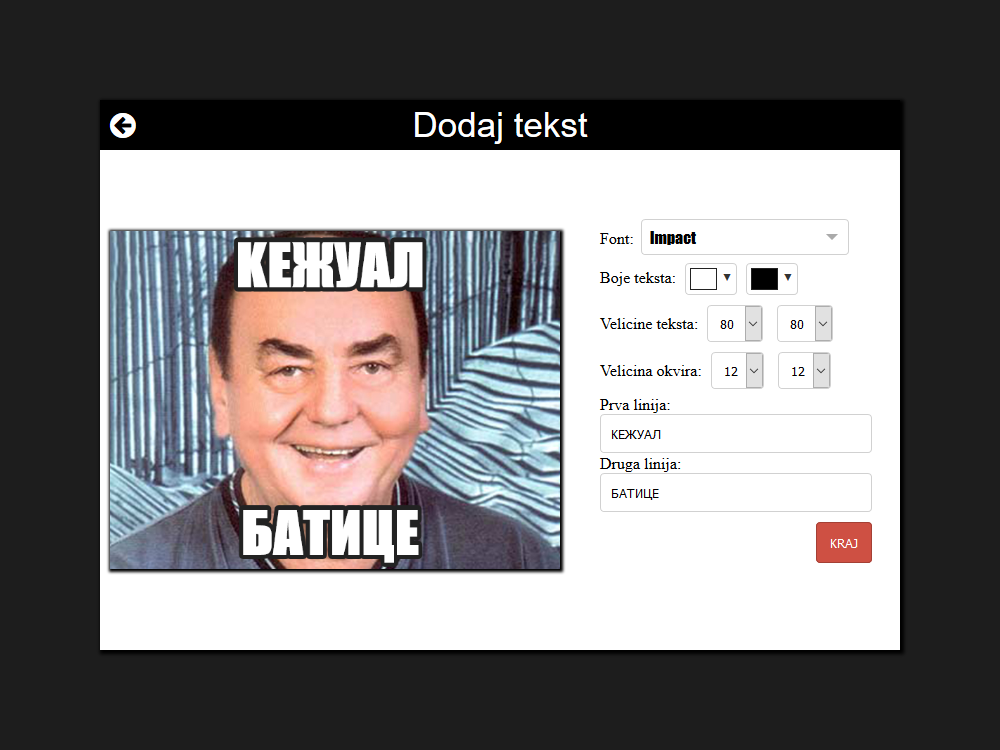 Dodaj tekst
КЕЖУАЛ
БАТИЦЕ
Font: Impact
Boje teksta:
Velicine teksta: 80 80
Velicina okvira: 12 12
Prva linija:
КЕЖУАЛ
Druga linija:
БАТИЦЕ
KRAJ